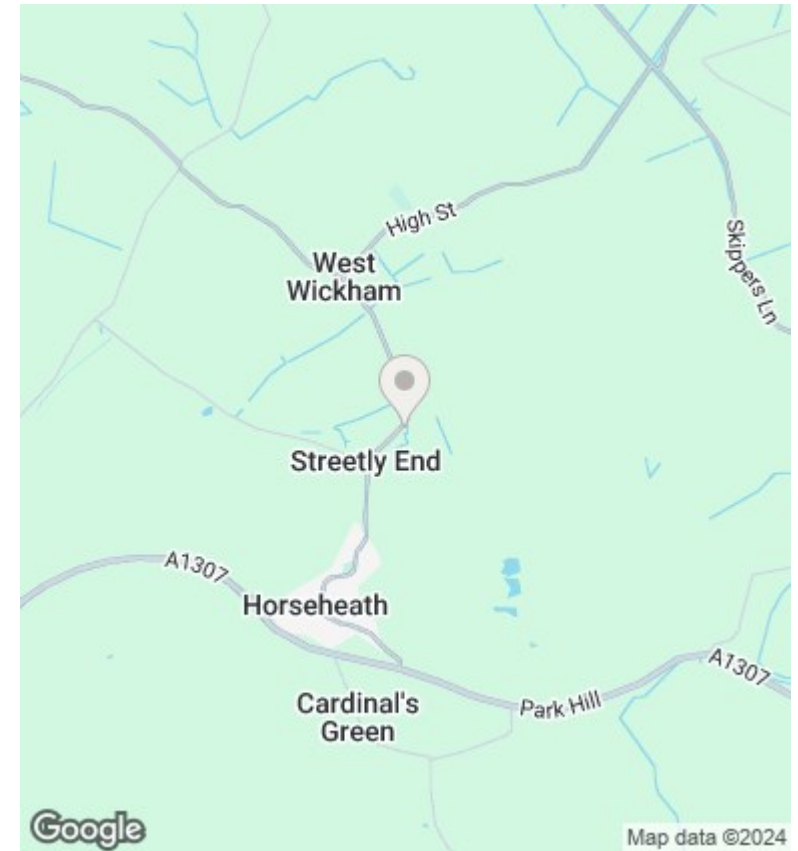 High St
West
Wickham
Skippers Ln
Streetly End
A1307
Horseheath
A1307
Cardinal's
Green
Park Hill
Google
Map data ©2024